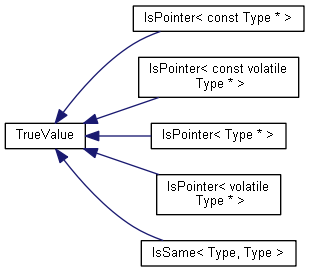 IsPointer< const Type * >
IsPointer< const volatile
Type * >
TrueValue
IsPointer< Type * >
IsPointer< volatile
Type * >
IsSame< Type, Type >